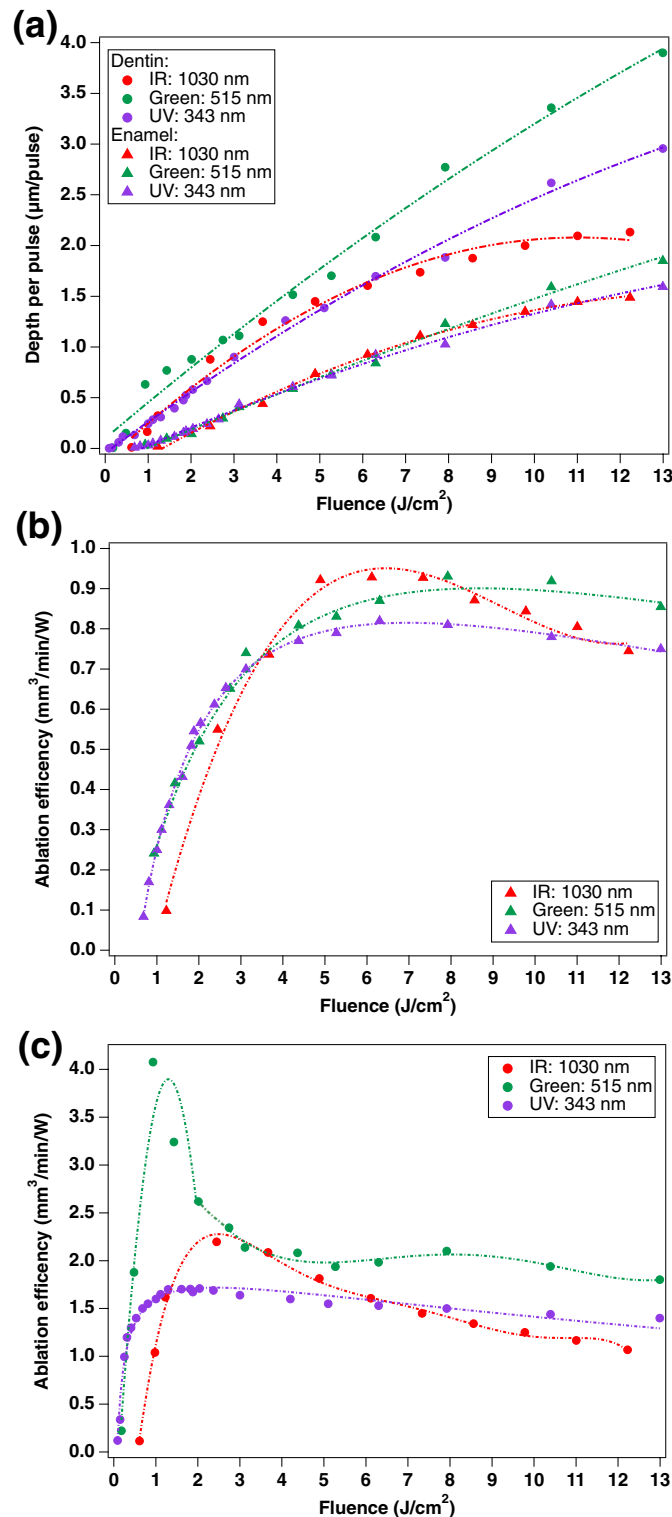 (a)
4.0
3.5
3.0
2.5
2.0
1.5
1.0
0.5
0.0
Depth per pulse (µm/pulse)
Dentin:
IR: 1030 nm
Green: 515 nm
UV: 343 nm
Enamel:
IR: 1030 nm
Green: 515 nm
UV: 343 nm
0 1 2 3 4 5 6 7 8 9 10 11 12 13
Fluence (J/cm²)
(b)
1.0
0.9
0.8
0.7
0.6
0.5
0.4
0.3
0.2
0.1
0.0
Ablation efficency (mm³/min/W)
IR: 1030 nm
Green: 515 nm
UV: 343 nm
0 1 2 3 4 5 6 7 8 9 10 11 12 13
Fluence (J/cm²)
(c)
4.0
3.5
3.0
2.5
2.0
1.5
1.0
0.5
0.0
Ablation efficency (mm³/min/W)
IR: 1030 nm
Green: 515 nm
UV: 343 nm
0 1 2 3 4 5 6 7 8 9 10 11 12 13
Fluence (J/cm²)